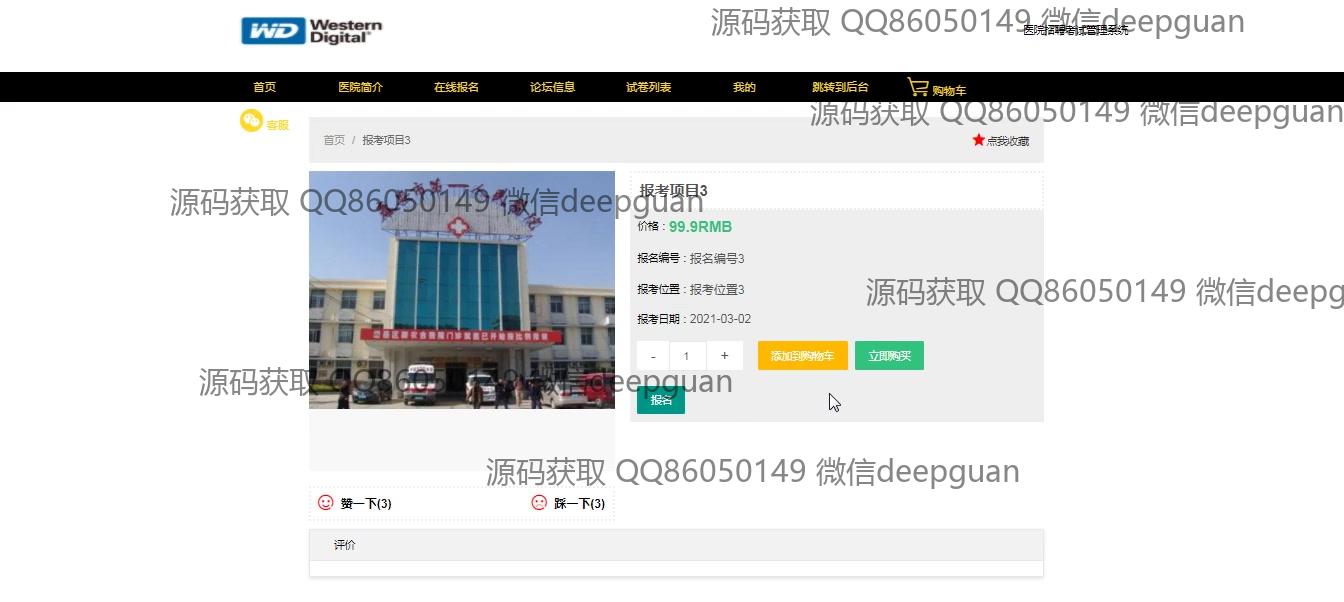 WD Western Digital®
医院招聘考试管理系统
源码获取 QQ86050149 微信deepguan
首页 医院简介 在线报名 论坛信息 试卷列表 我的 跳转到后台 购物车
源码获取 QQ86050149 微信deepguan
客服
首页 / 报考项目3
点我收藏
源码获取 QQ86050149 微信deepguan
报考项目3
价格：99.9RMB
报名编号：报名编号3
报考位置：报考位置3
源码获取 QQ86050149 微信deepg
报考日期：2021-03-02
- 1 + 添加到购物车 立即购买
源码获取 QQ86050149 微信deepguan
报名
源码获取 QQ86050149 微信deepguan
赞一下(3) 踩一下(3)
评价